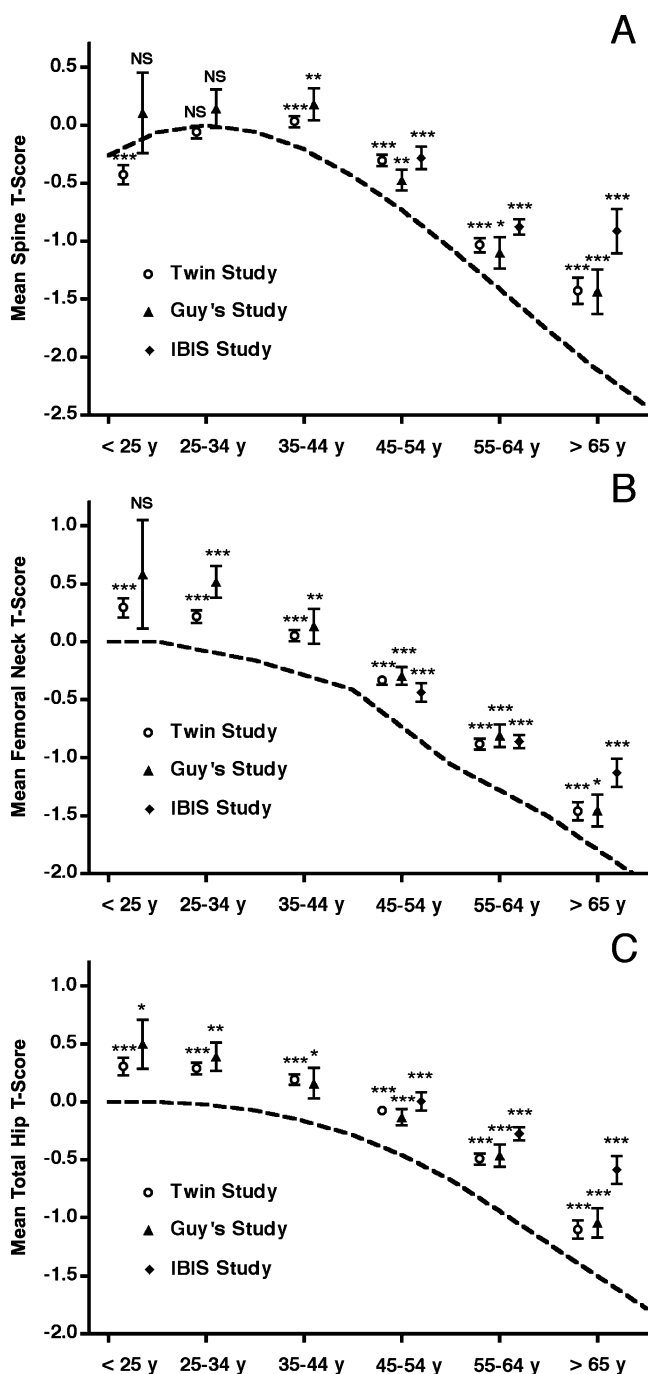 A
Mean Spine T-Score
0.5
0.0
-0.5
-1.0
-1.5
-2.0
-2.5
NS
***
NS
NS
***
**
***
**
***
***
*
***
***
***
***
Twin Study
Guy's Study
IBIS Study
< 25 y 25-34 y 35-44 y 45-54 y 55-64 y > 65 y
B
Mean Femoral Neck T-Score
1.0
0.5
0.0
-0.5
-1.0
-1.5
-2.0
***
NS
***
***
***
**
***
***
***
***
***
***
***
*
***
Twin Study
Guy's Study
IBIS Study
< 25 y 25-34 y 35-44 y 45-54 y 55-64 y > 65 y
C
Mean Total Hip T-Score
1.0
0.5
0.0
-0.5
-1.0
-1.5
-2.0
***
*
***
**
***
*
***
***
***
***
***
***
***
***
***
Twin Study
Guy's Study
IBIS Study
< 25 y 25-34 y 35-44 y 45-54 y 55-64 y > 65 y